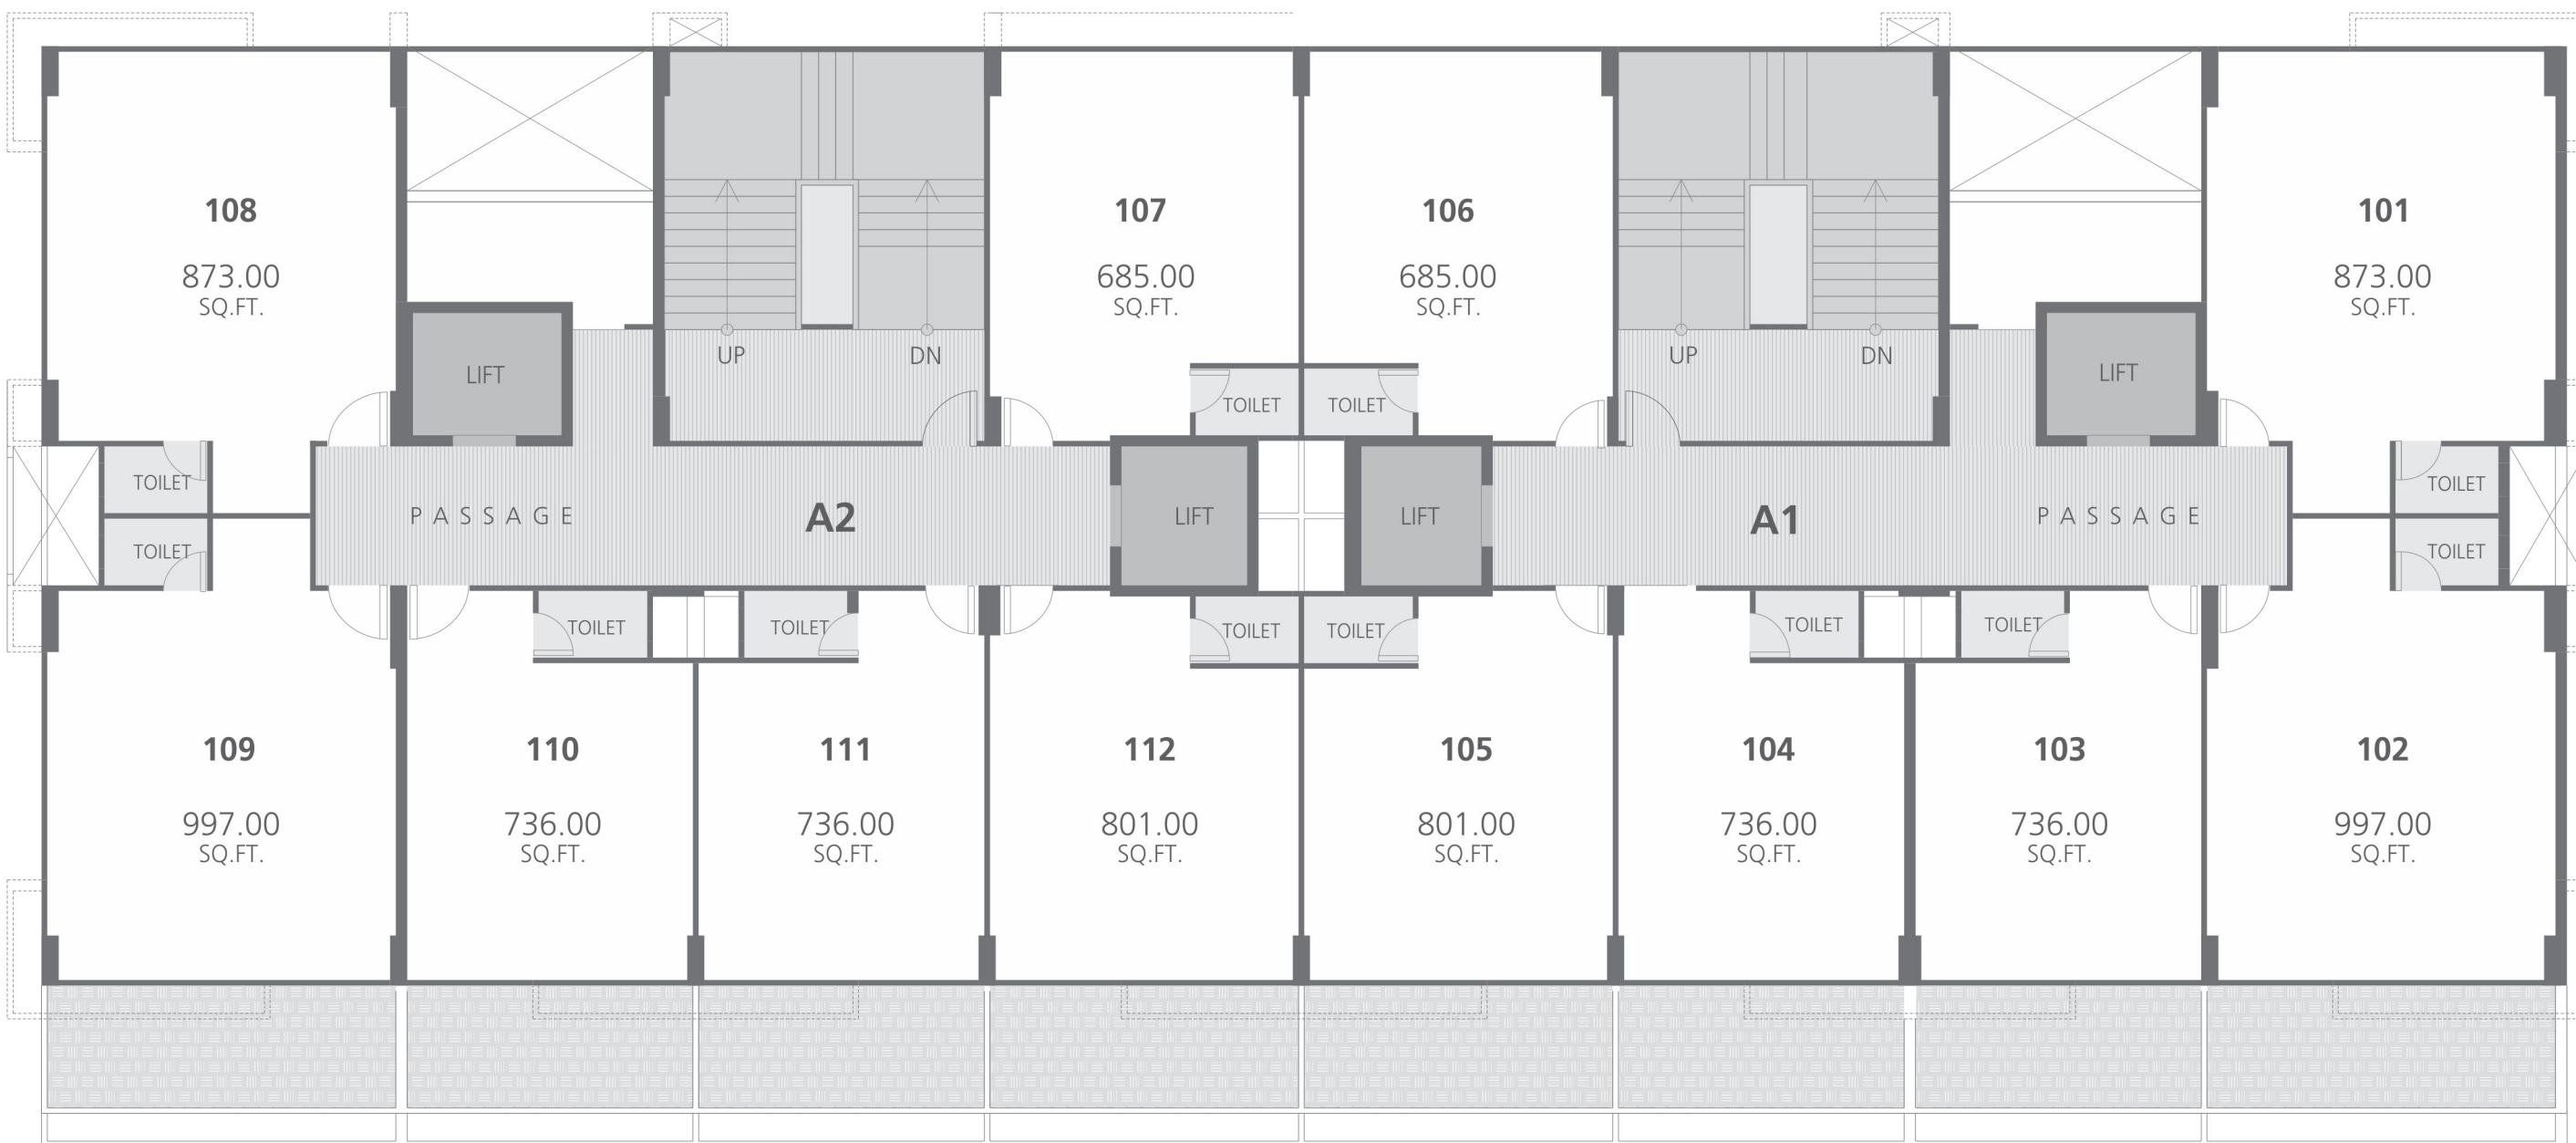 108
873.00
SQ.FT.
107
685.00
SQ.FT.
106
685.00
SQ.FT.
101
873.00
SQ.FT.
LIFT
UP
DN
UP
DN
LIFT
TOILET
TOILET
TOILET
TOILET
PASSAGE
A2
LIFT
LIFT
A1
PASSAGE
TOILET
TOILET
TOILET
TOILET
TOILET
TOILET
TOILET
TOILET
109
997.00
SQ.FT.
110
736.00
SQ.FT.
111
736.00
SQ.FT.
112
801.00
SQ.FT.
105
801.00
SQ.FT.
104
736.00
SQ.FT.
103
736.00
SQ.FT.
102
997.00
SQ.FT.